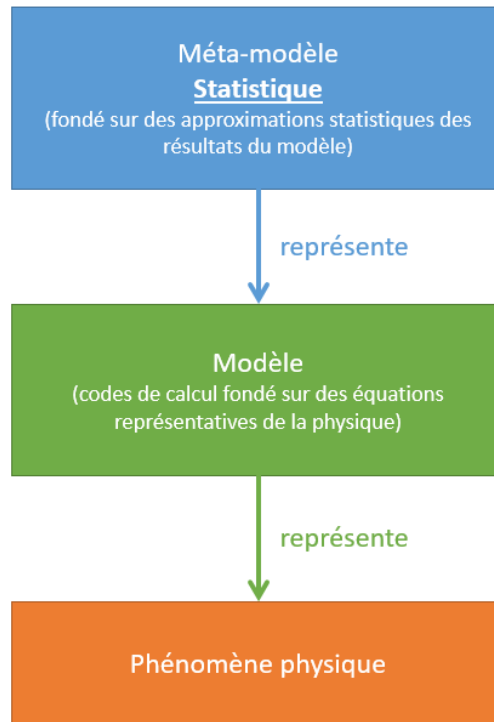 Méta-modèle
Statistique
(fondé sur des approximations statistiques des
résultats du modèle)
représente
Modèle
(codes de calcul fondé sur des équations
représentatives de la physique)
représente
Phénomène physique